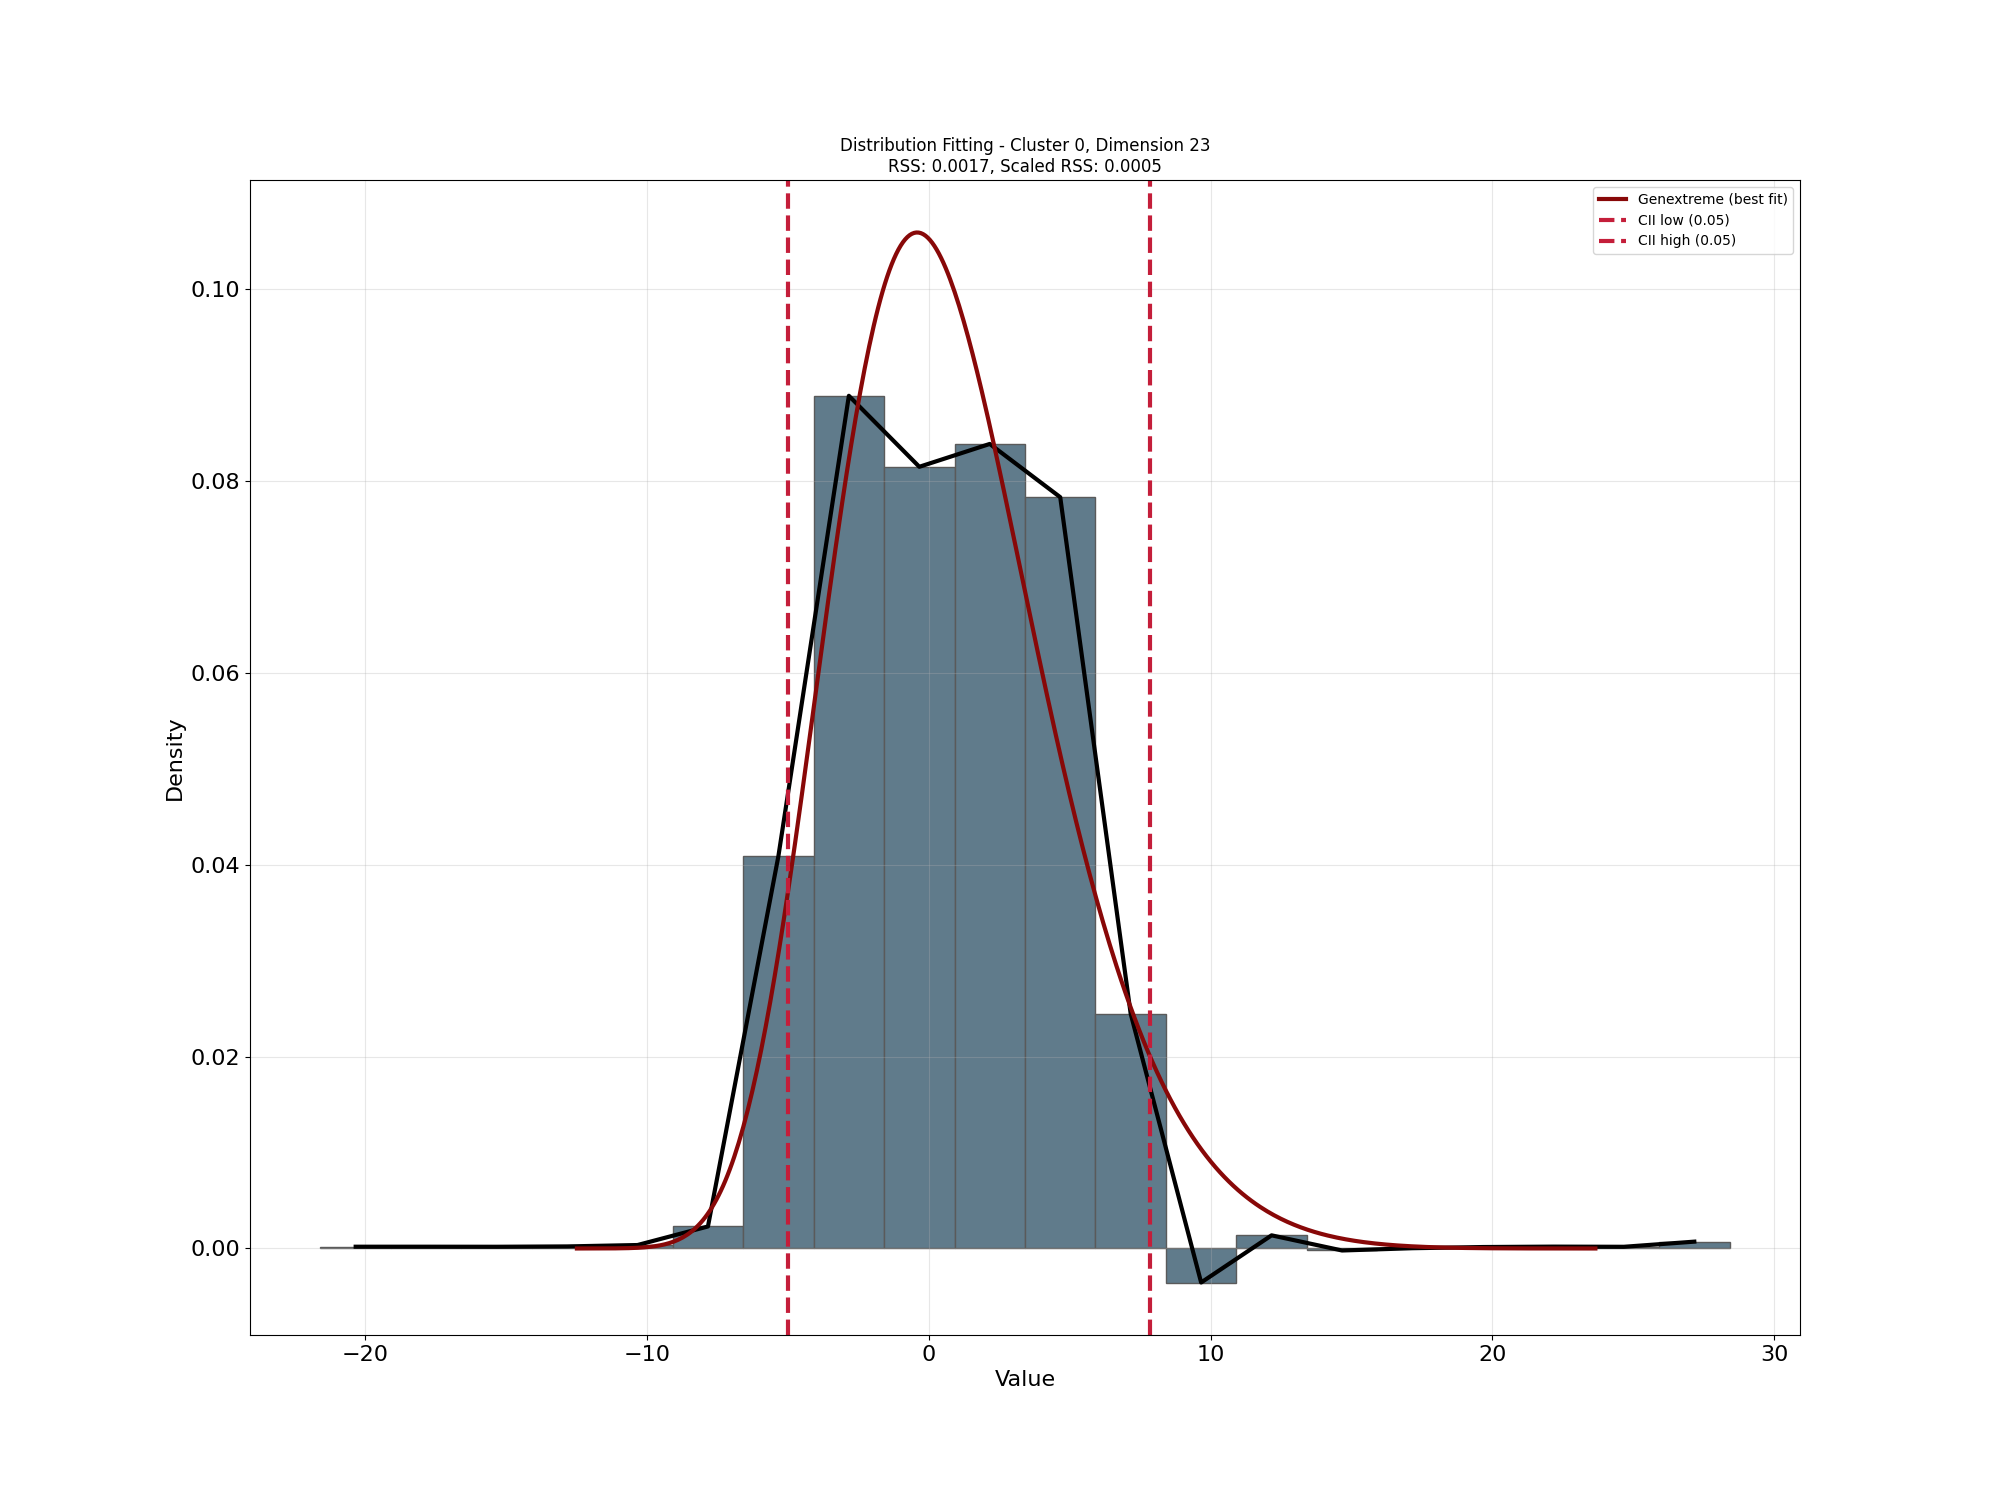 Distribution Fitting - Cluster 0, Dimension 23
RSS: 0.0017, Scaled RSS: 0.0005
Genextreme (best fit)
CII low (0.05)
CII high (0.05)
0.10
0.08
0.06
0.04
0.02
0.00
Density
−20
−10
0
10
20
30
Value